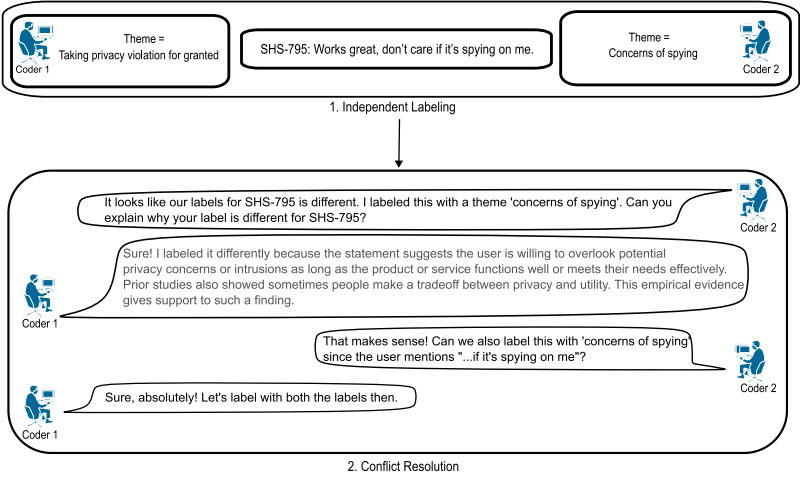 Theme =
Taking privacy violation for granted
Coder 1
SHS-795: Works great, don't care if it's spying on me.
Theme =
Concerns of spying
Coder 2
1. Independent Labeling
It looks like our labels for SHS-795 is different. I labeled this with a theme 'concerns of spying'. Can you
explain why your label is different for SHS-795?
Coder 2
Sure! I labeled it differently because the statement suggests the user is willing to overlook potential
privacy concerns or intrusions as long as the product or service functions well or meets their needs effectively.
Prior studies also showed sometimes people make a tradeoff between privacy and utility. This empirical evidence
gives support to such a finding.
Coder 1
That makes sense! Can we also label this with 'concerns of spying'
since the user mentions "...if it's spying on me"?
Coder 2
Sure, absolutely! Let's label with both the labels then.
Coder 1
2. Conflict Resolution